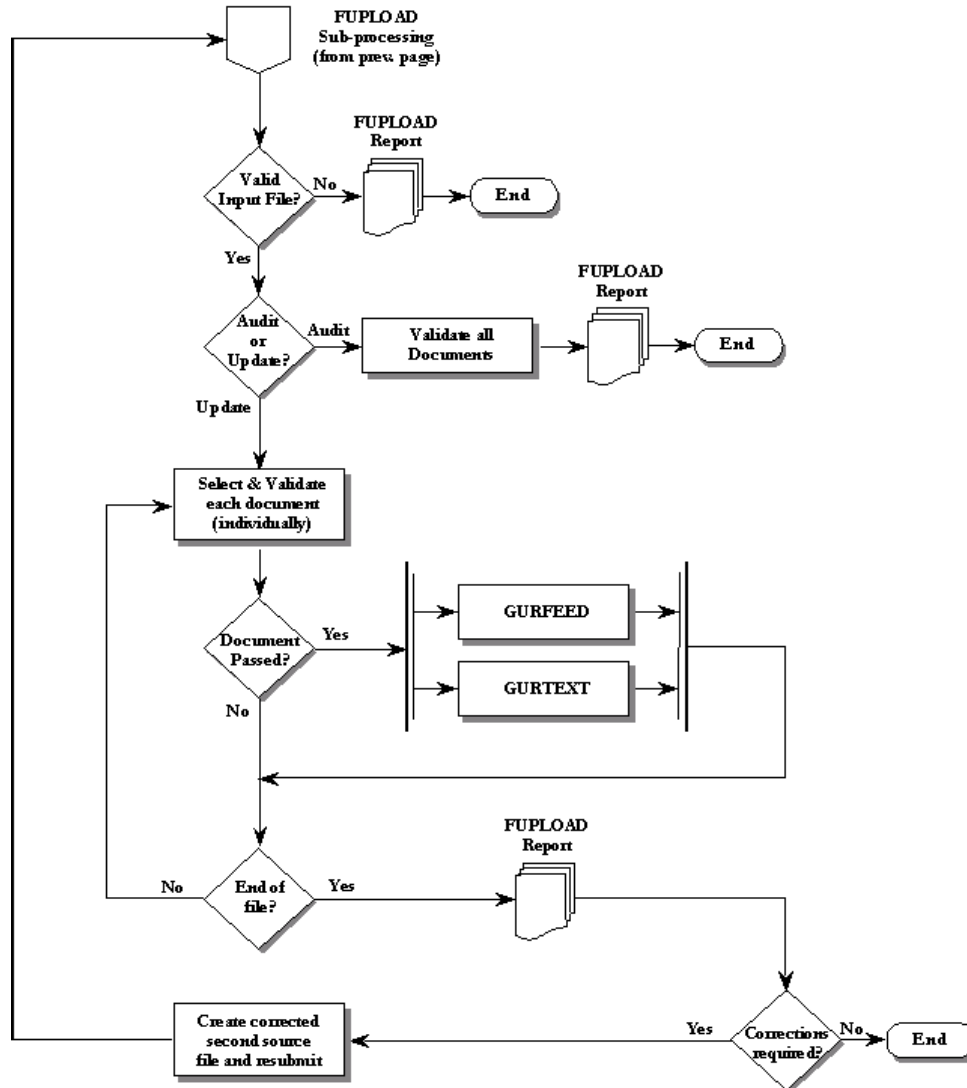 FUPLOAD
Sub-processing
(from prev. page)
FUPLOAD
Report
Valid
Input File?
No
End
Yes
FUPLOAD
Report
Audit
or
Update?
Audit
Validate all
Documents
End
Update
Select & Validate
each document
(individually)
GURFEED
Document
Passed?
Yes
GURTEXT
No
FUPLOAD
Report
No
End of
file?
Yes
Create corrected
second source
file and resubmit
Yes
Corrections
required?
No
End